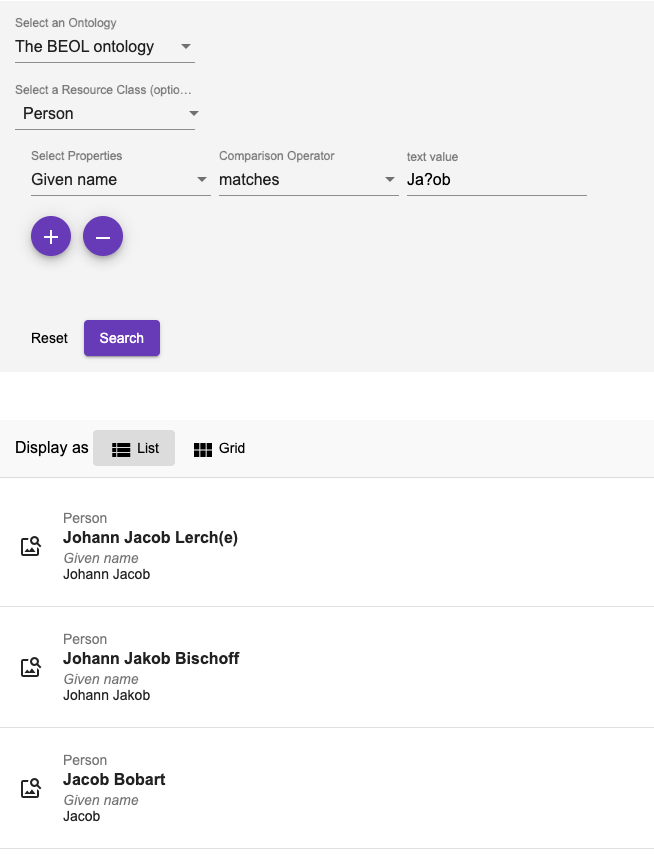 Select an Ontology
The BEOL ontology
Select a Resource Class (optio…
Person
Select Properties
Comparison Operator
text value
Given name
matches
Ja?ob
Reset
Search
Display as
List
Grid
Person
Johann Jacob Lerch(e)
Given name
Johann Jacob
Person
Johann Jakob Bischoff
Given name
Johann Jakob
Person
Jacob Bobart
Given name
Jacob